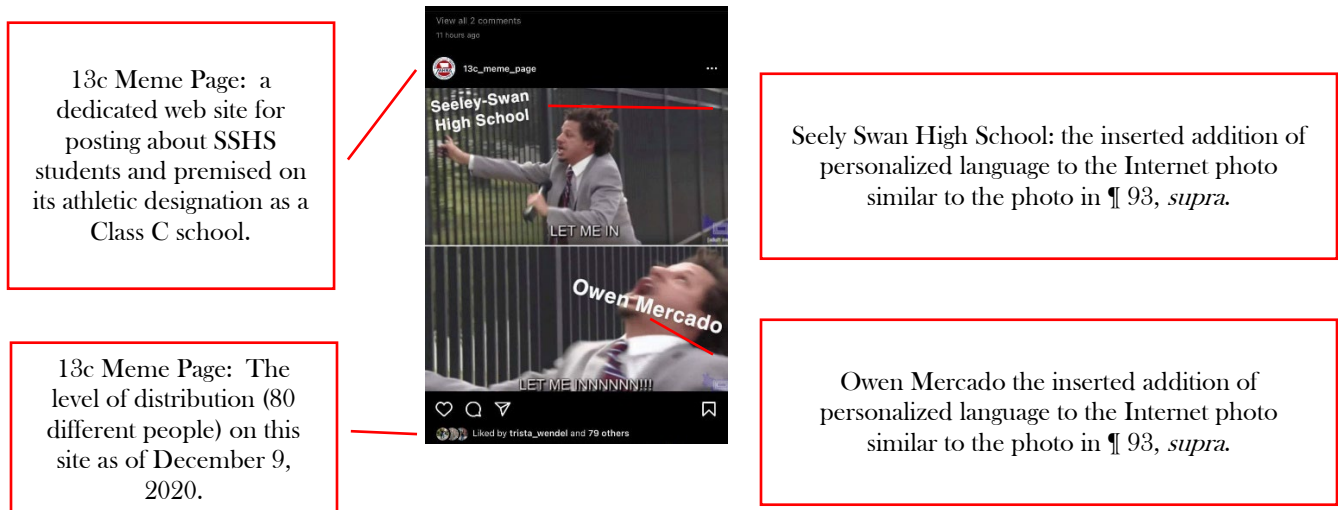 13c Meme Page:  a
dedicated web site for
posting about SSHS
students and premised on
its athletic designation as a
Class C school.
13c Meme Page:  The
level of distribution (80
different people) on this
site as of December 9,
2020.
View all 2 comments
11 hours ago
13c_meme_page
Seeley-Swan
High School
LET ME IN
Owen Mercado
LET ME INNNNNN!!!
Liked by trista_wendel and 79 others
Seely Swan High School: the inserted addition of
personalized language to the Internet photo
similar to the photo in ¶ 93, supra.
Owen Mercado the inserted addition of
personalized language to the Internet photo
similar to the photo in ¶ 93, supra.